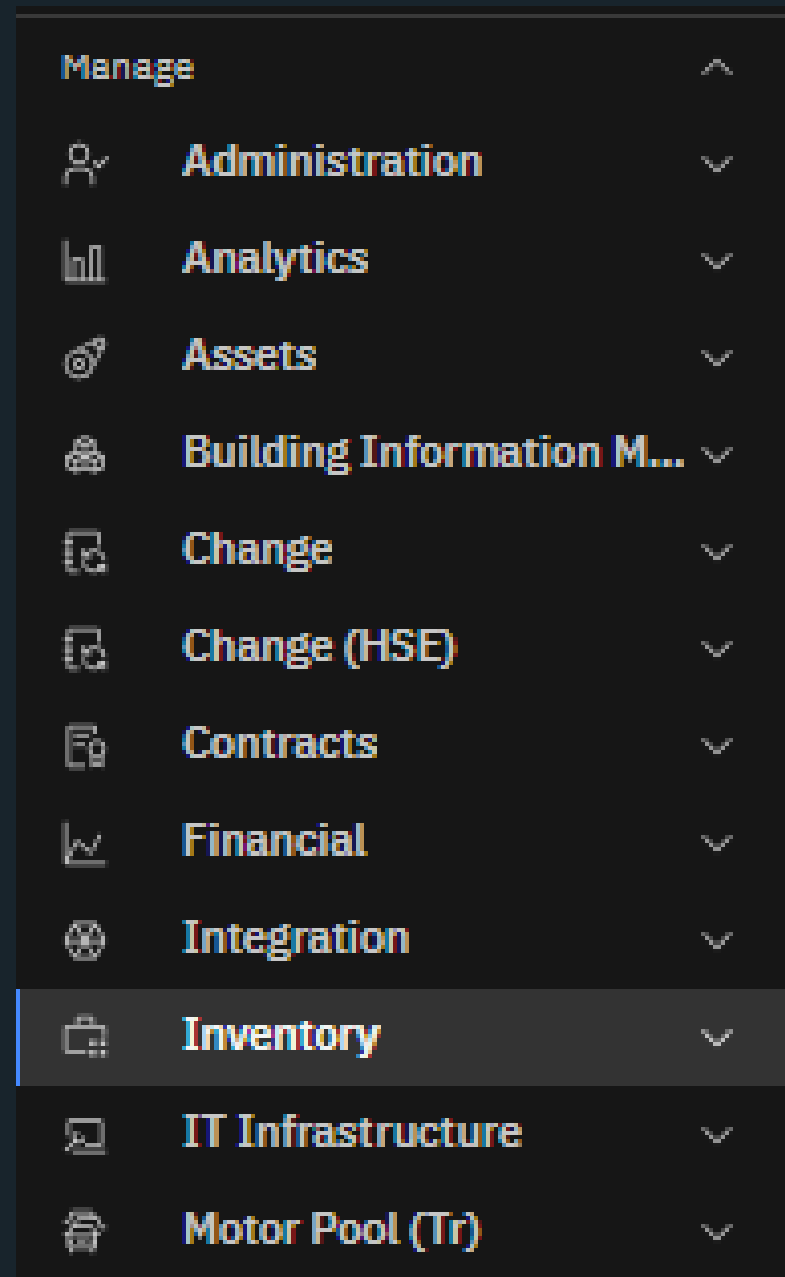 Manage
Administration
Analytics
Assets
Building Information M....
Change
Change (HSE)
Contracts
Financial
Integration
Inventory
IT Infrastructure
Motor Pool (Tr)